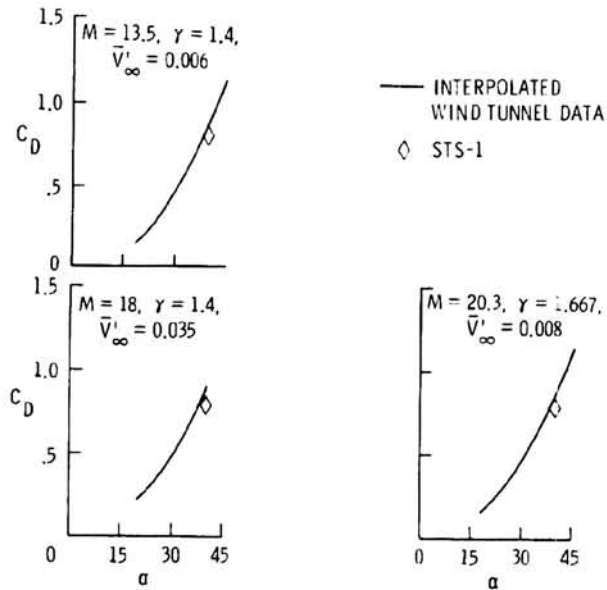 M = 13.5, γ = 1.4,
V̄'∞ = 0.006
1.5
1.0
C_D
.5
0
INTERPOLATED
WIND TUNNEL DATA
STS-1
M = 18, γ = 1.4,
V̄'∞ = 0.035
1.5
1.0
C_D
.5
0 15 30 45
α
M = 20.3, γ = 1.667,
V̄'∞ = 0.008
0 15 30 45
α